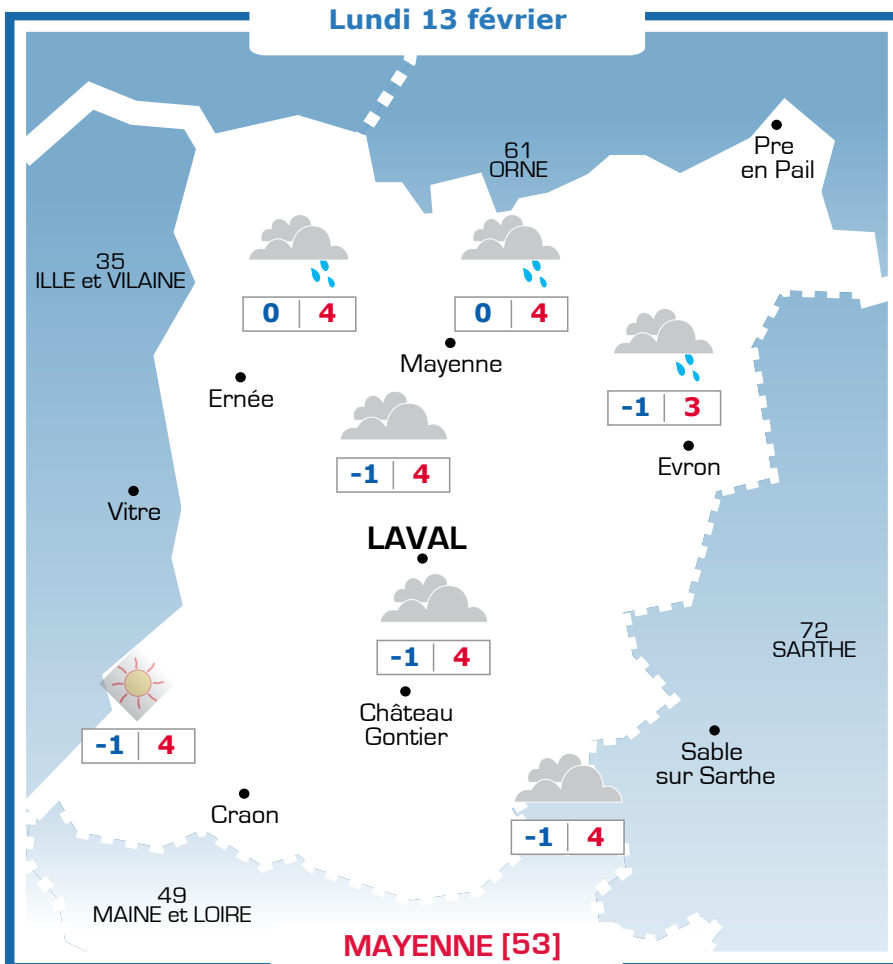 Lundi 13 février
Pre
en Pail
61
ORNE
35
ILLE et VILAINE
0 4
0 4
Mayenne
Ernée
-1 3
Evron
-1 4
Vitre
LAVAL
-1 4
72
SARTHE
Château
Gontier
-1 4
Sable
sur Sarthe
Craon
-1 4
49
MAINE et LOIRE
MAYENNE [53]